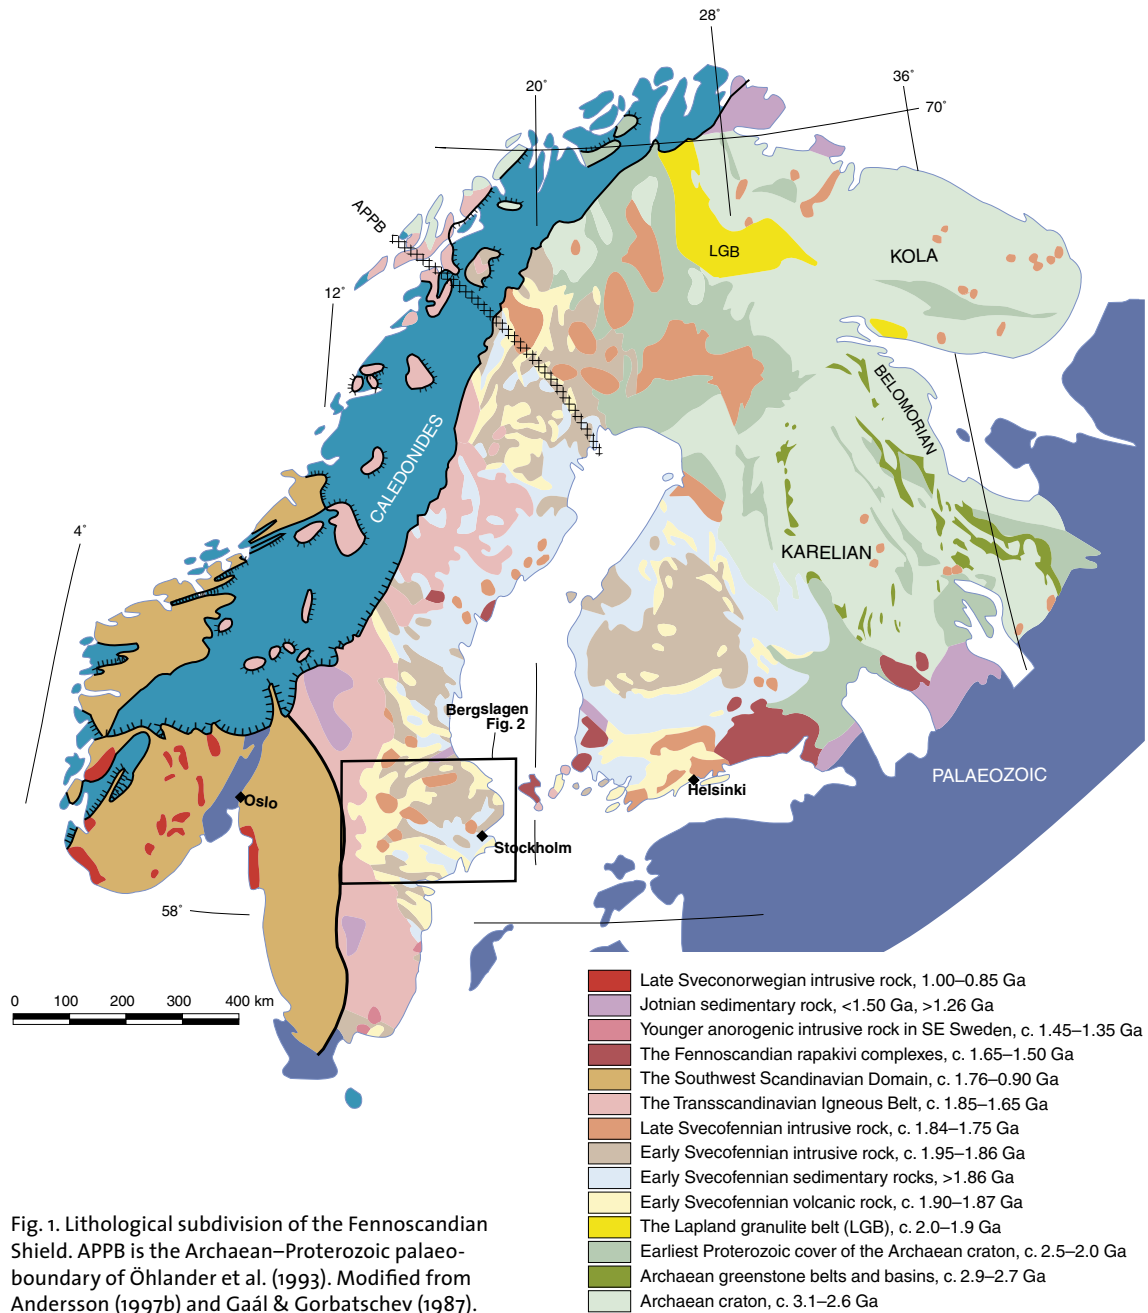 28°
36°
20°
70°
APPB
LGB
KOLA
12°
BELOMORIAN
CALEDONIDES
4°
KARELIAN
Bergslagen
Fig. 2
PALAEOZOIC
Helsinki
Oslo
Stockholm
58°
0 100 200 300 400 km
Late Sveconorwegian intrusive rock, 1.00–0.85 Ga
Jotnian sedimentary rock, <1.50 Ga, >1.26 Ga
Younger anorogenic intrusive rock in SE Sweden, c. 1.45–1.35 Ga
The Fennoscandian rapakivi complexes, c. 1.65–1.50 Ga
The Southwest Scandinavian Domain, c. 1.76–0.90 Ga
The Transscandinavian Igneous Belt, c. 1.85–1.65 Ga
Late Svecofennian intrusive rock, c. 1.84–1.75 Ga
Early Svecofennian intrusive rock, c. 1.95–1.86 Ga
Early Svecofennian sedimentary rocks, >1.86 Ga
Early Svecofennian volcanic rock, c. 1.90–1.87 Ga
The Lapland granulite belt (LGB), c. 2.0–1.9 Ga
Earliest Proterozoic cover of the Archaean craton, c. 2.5–2.0 Ga
Archaean greenstone belts and basins, c. 2.9–2.7 Ga
Archaean craton, c. 3.1–2.6 Ga
Fig. 1. Lithological subdivision of the Fennoscandian
Shield. APPB is the Archaean–Proterozoic palaeo-
boundary of Öhlander et al. (1993). Modified from
Andersson (1997b) and Gaál & Gorbatschev (1987).